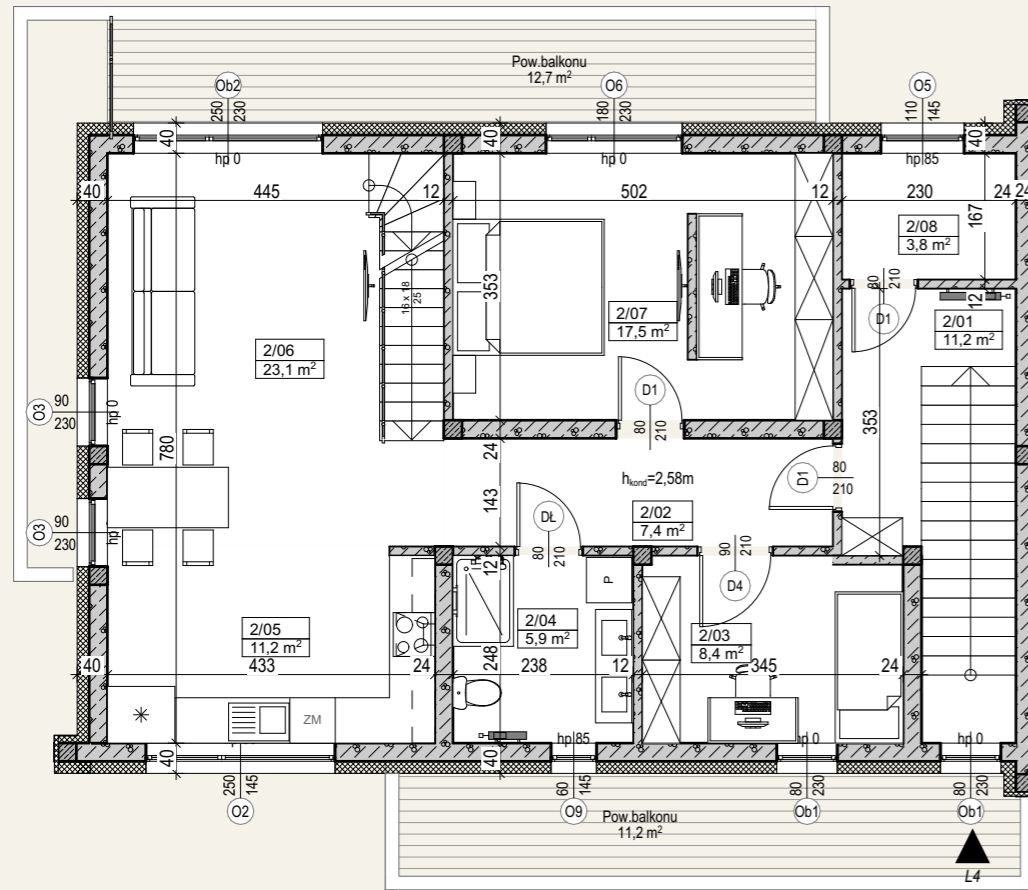 Pow.balkonu
12,7 m²
Ob2
250
230
O6
180
230
O5
110
145
40
40
40
hp 0
hp 0
hp 85
40
445
12
502
12
230
24
24
167
2/08
3,8 m²
353
16 x 18
25
80
210
12
D1
2/07
17,5 m²
2/01
11,2 m²
2/06
23,1 m²
O3
90
230
hp 0
780
D1
80
210
353
24
hkond=2,58m
D1
80
210
143
2/02
7,4 m²
O3
90
230
hp
DŁ
80
210
90
210
12
P
D4
2/04
5,9 m²
2/03
8,4 m²
2/05
11,2 m²
40
433
24
248
238
12
345
24
ZM
hp 85
hp 0
hp 0
40
40
250
145
O2
60
145
O9
80
230
Ob1
80
230
Ob1
Pow.balkonu
11,2 m²
L4